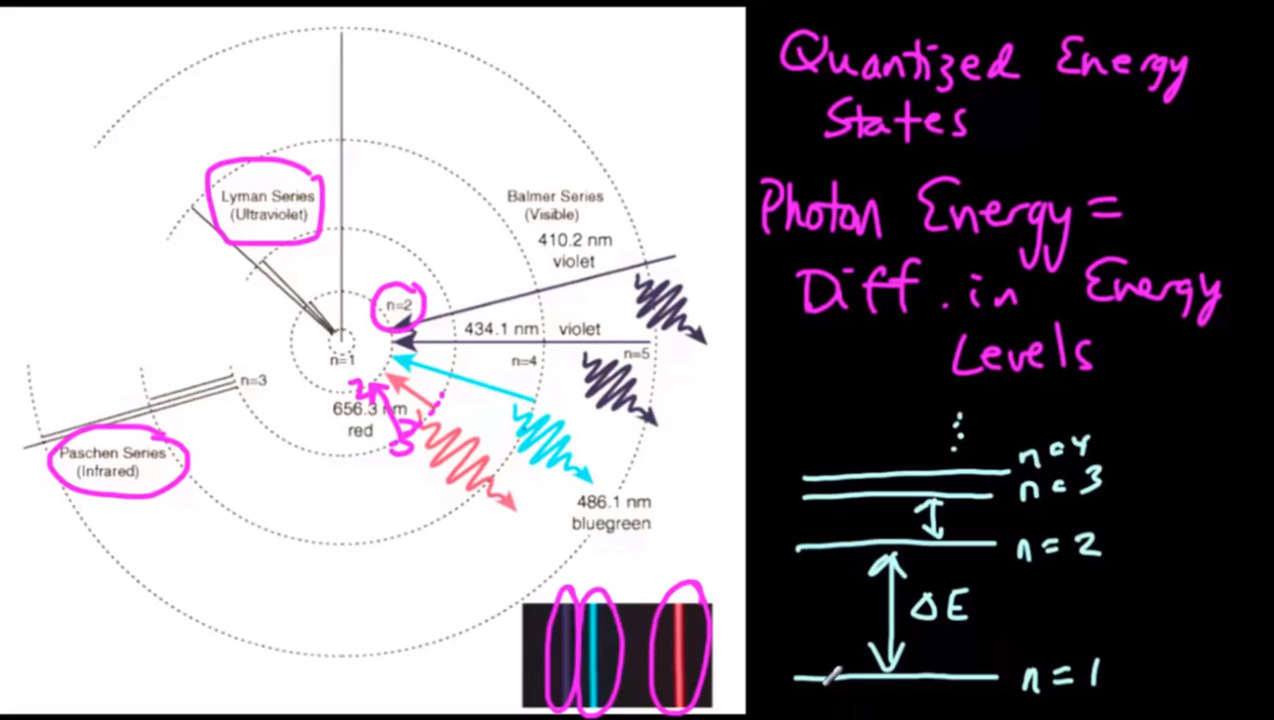 Quantized Energy
States
Photon Energy =
Diff. in Energy
Levels
Lyman Series
(Ultraviolet)
Balmer Series
(Visible)
410.2 nm
violet
n=2
434.1 nm violet
n=1
n=4
n=5
n=3
2
656.3 nm
red
3
Paschen Series
(Infrared)
486.1 nm
bluegreen
n = 4
n = 3
n = 2
ΔE
n = 1